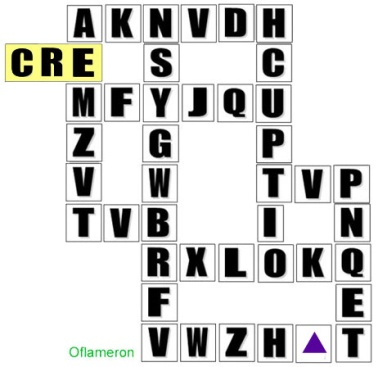 AKNVDH
CRE S C
MFYJQU
Z G P
V W TVP
TVB I N
RXLOKQ
F E
VWZH▲T
Oflameron